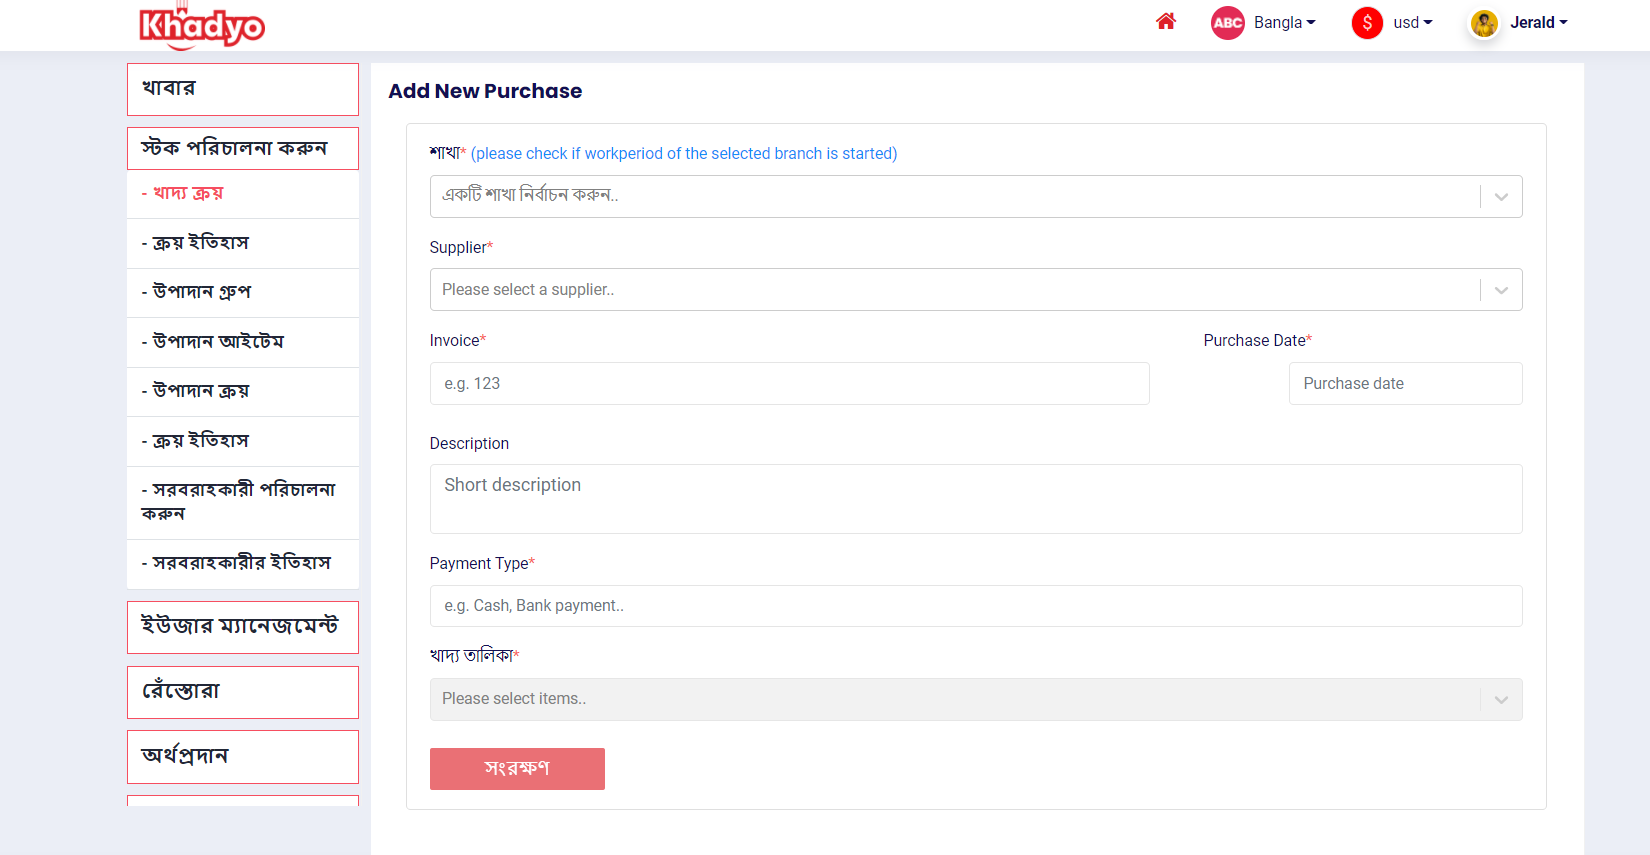 Khadyo
ABC Bangla
$ usd
Jerald
খাবার
স্টক পরিচালনা করুন
- খাদ্য ক্রয়
- ক্রয় ইতিহাস
- উপাদান গ্রুপ
- উপাদান আইটেম
- উপাদান ক্রয়
- ক্রয় ইতিহাস
- সরবরাহকারী পরিচালনা
করুন
- সরবরাহকারীর ইতিহাস
ইউজার ম্যানেজমেন্ট
রেঁস্তোরা
অর্থপ্রদান
Add New Purchase
শাখা* (please check if workperiod of the selected branch is started)
একটি শাখা নির্বাচন করুন..
Supplier*
Please select a supplier..
Invoice*
e.g. 123
Purchase Date*
Purchase date
Description
Short description
Payment Type*
e.g. Cash, Bank payment..
খাদ্য তালিকা*
Please select items..
সংরক্ষণ